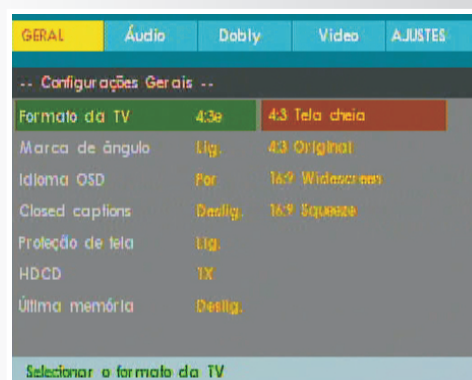 GERAL Áudio Dobly Video AJUSTES
-- Configurações Gerais --
Formato da TV 4:3e 4:3 Tela cheia
Marca de ângulo Lig. 4:3 Original
Idioma OSD Por 16:9 Widescreen
Closed captions Deslig. 16:9 Squeeze
Proteção de tela Lig.
HDCD 1X
Última memória Deslig.
Selecionar o formato da TV